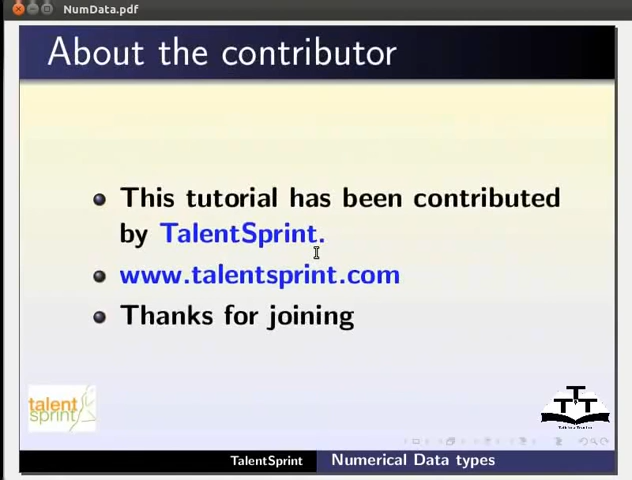 NumData.pdf
About the contributor
This tutorial has been contributed
by TalentSprint.
www.talentsprint.com
Thanks for joining
talent
sprint
TTT
TalentSprint
Numerical Data types